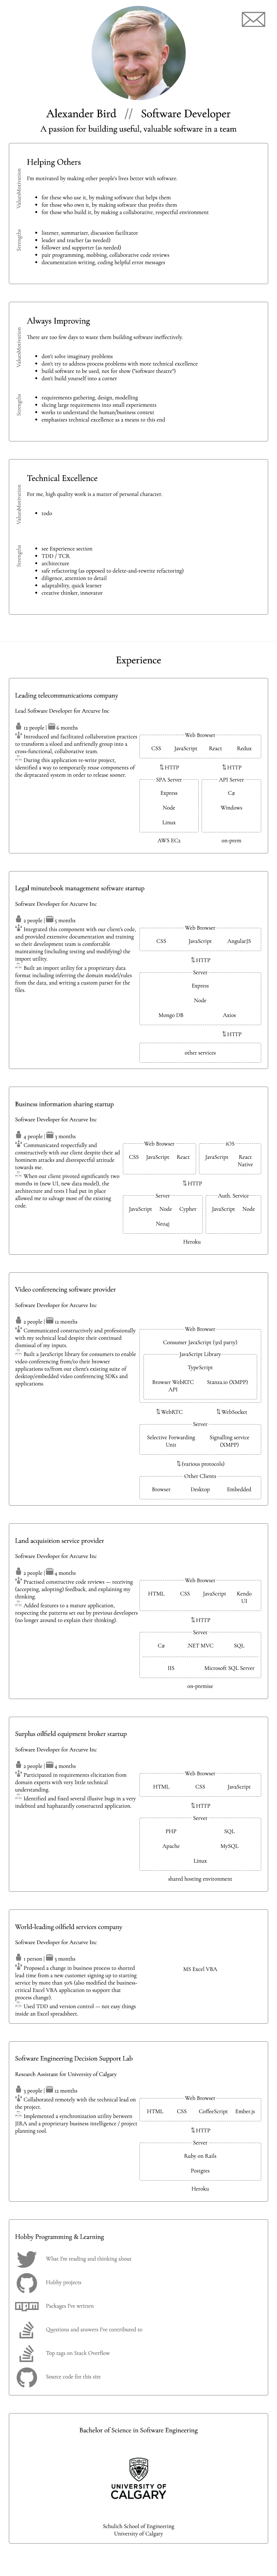 Alexander Bird // Software Developer
A passion for building useful, valuable software in a team
Helping Others
Motivation
I'm motivated by making other people's lives better with software.
Values
for those who use it, by making software that helps them
for those who own it, by making software that profits them
for those who build it, by making a collaborative, respectful environment
Strengths
listener, summarizer, discussion facilitator
leader and teacher (as needed)
follower and supporter (as needed)
pair programming, mobbing, collaborative code reviews
documentation writing, coding helpful error messages
Always Improving
Motivation
There are too few days to waste them building software ineffectively.
Values
don't solve imaginary problems
don't try to address process problems with more technical excellence
build software to be used, not for show ("software theatre")
don't build yourself into a corner
Strengths
requirements gathering, design, modelling
slicing large requirements into small experiments
works to understand the human/business context
emphasises technical excellence as a means to this end
Technical Excellence
Motivation
For me, high quality work is a matter of personal character.
Values
todo
Strengths
see Experience section
TDD / TCR
architecture
safe refactoring (as opposed to delete-and-rewrite refactoring)
diligence, attention to detail
adaptability, quick learner
creative thinker, innovator
Experience
Leading telecommunications company
Lead Software Developer for Arcurve Inc
12 people | 6 months
Introduced and facilitated collaboration practices
to transform a siloed and unfriendly group into a
cross-functional, collaborative team.
During this application re-write project,
identified a way to temporarily reuse components of
the deprecated system in order to release sooner.
Web Browser
CSS JavaScript React Redux
⇅ HTTP ⇅ HTTP
SPA Server API Server
Express C#
Node Windows
Linux
AWS EC2 on-prem
Legal minutebook management software startup
Software Developer for Arcurve Inc
2 people | 5 months
Integrated this component with our client's code,
and provided extensive documentation and training
so their development team is comfortable
maintaining (including testing and modifying) the
import utility.
Built an import utility for a proprietary data
format including inferring the domain model/rules
from the data, and writing a custom parser for the
files.
Web Browser
CSS JavaScript AngularJS
⇅ HTTP
Server
Express
Node
Mongo DB Axios
⇅ HTTP
other services
Business information sharing startup
Software Developer for Arcurve Inc
4 people | 3 months
Communicated respectfully and
constructively with our client despite their ad
hominem attacks and disrespectful attitude
towards me.
When our client pivoted significantly two
months in (new UI, new data model), the
architecture and tests I had put in place
allowed me to salvage most of the existing
code.
Web Browser iOS
CSS JavaScript React JavaScript React
Native
⇅ HTTP
Server Auth. Service
JavaScript Node Cypher JavaScript Node
Neo4j
Heroku
Video conferencing software provider
Software Developer for Arcurve Inc
2 people | 12 months
Communicated constructively and professionally
with my technical lead despite their continual
dismissal of my inputs.
Built a JavaScript library for consumers to enable
video conferencing from/to their browser
applications to/from our client's existing suite of
desktop/embedded video conferencing SDKs and
applications.
Web Browser
Consumer JavaScript (3rd party)
JavaScript Library
TypeScript
Browser WebRTC Stanza.io (XMPP)
API
⇅ WebRTC ⇅ WebSocket
Server
Selective Forwarding Signalling service
Unit (XMPP)
⇅ (various protocols)
Other Clients
Browser Desktop Embedded
Land acquisition service provider
Software Developer for Arcurve Inc
2 people | 4 months
Practised constructive code reviews — receiving
(accepting, adopting) feedback, and explaining my
thinking.
Added features to a mature application,
respecting the patterns set out by previous developers
(no longer around to explain their thinking).
Web Browser
HTML CSS JavaScript Kendo
UI
⇅ HTTP
Server
C# .NET MVC SQL
IIS Microsoft SQL Server
on-premise
Surplus oilfield equipment broker startup
Software Developer for Arcurve Inc
2 people | 4 months
Participated in requirements elicitation from
domain experts with very little technical
understanding.
Identified and fixed several illusive bugs in a very
indebted and haphazardly constructed application.
Web Browser
HTML CSS JavaScript
⇅ HTTP
Server
PHP SQL
Apache MySQL
Linux
shared hosting environment
World-leading oilfield services company
Software Developer for Arcurve Inc
1 person | 5 months
Proposed a change in business process to shorted
lead time from a new customer signing up to starting
service by more than 50% (also modified the business-
critical Excel VBA application to support that
process change).
Used TDD and version control — not easy things
inside an Excel spreadsheet.
MS Excel VBA
Software Engineering Decision Support Lab
Research Assistant for University of Calgary
3 people | 12 months
Collaborated remotely with the technical lead on
the project.
Implemented a synchronization utility between
JIRA and a proprietary business intelligence / project
planning tool.
Web Browser
HTML CSS CoffeeScript Ember.js
⇅ HTTP
Server
Ruby on Rails
Postgres
Heroku
Hobby Programming & Learning
What I'm reading and thinking about
Hobby projects
npm Packages I've written
Questions and answers I've contributed to
Top tags on Stack Overflow
Source code for this site
Bachelor of Science in Software Engineering
UNIVERSITY OF
CALGARY
Schulich School of Engineering
University of Calgary